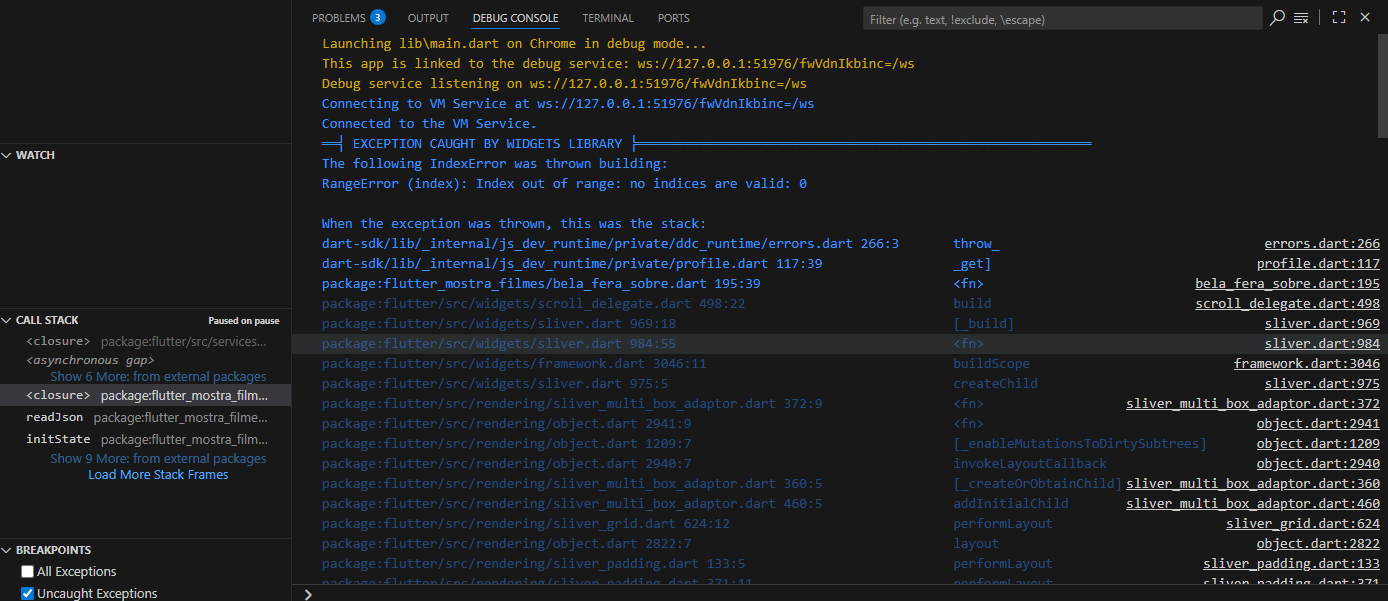 PROBLEMS 3 OUTPUT DEBUG CONSOLE TERMINAL PORTS Filter (e.g. text, !exclude, \escape)
Launching lib\main.dart on Chrome in debug mode...
This app is linked to the debug service: ws://127.0.0.1:51976/fwVdnIkbinc=/ws
Debug service listening on ws://127.0.0.1:51976/fwVdnIkbinc=/ws
Connecting to VM Service at ws://127.0.0.1:51976/fwVdnIkbinc=/ws
Connected to the VM Service.
══╡ EXCEPTION CAUGHT BY WIDGETS LIBRARY ╞═══════════════════════════════════════════════════════════
The following IndexError was thrown building:
RangeError (index): Index out of range: no indices are valid: 0
When the exception was thrown, this was the stack:
dart-sdk/lib/_internal/js_dev_runtime/private/ddc_runtime/errors.dart 266:3 throw_ errors.dart:266
dart-sdk/lib/_internal/js_dev_runtime/private/profile.dart 117:39 _get] profile.dart:117
package:flutter_mostra_filmes/bela_fera_sobre.dart 195:39 <fn> bela_fera_sobre.dart:195
package:flutter/src/widgets/scroll_delegate.dart 498:22 build scroll_delegate.dart:498
package:flutter/src/widgets/sliver.dart 969:18 [_build] sliver.dart:969
package:flutter/src/widgets/sliver.dart 984:55 <fn> sliver.dart:984
package:flutter/src/widgets/framework.dart 3046:11 buildScope framework.dart:3046
package:flutter/src/widgets/sliver.dart 975:5 createChild sliver.dart:975
package:flutter/src/rendering/sliver_multi_box_adaptor.dart 372:9 <fn> sliver_multi_box_adaptor.dart:372
package:flutter/src/rendering/object.dart 2941:9 <fn> object.dart:2941
package:flutter/src/rendering/object.dart 1209:7 [_enableMutationsToDirtySubtrees] object.dart:1209
package:flutter/src/rendering/object.dart 2940:7 invokeLayoutCallback object.dart:2940
package:flutter/src/rendering/sliver_multi_box_adaptor.dart 360:5 [_createOrObtainChild] sliver_multi_box_adaptor.dart:360
package:flutter/src/rendering/sliver_multi_box_adaptor.dart 460:5 addInitialChild sliver_multi_box_adaptor.dart:460
package:flutter/src/rendering/sliver_grid.dart 624:12 performLayout sliver_grid.dart:624
package:flutter/src/rendering/object.dart 2822:7 layout object.dart:2822
package:flutter/src/rendering/sliver_padding.dart 133:5 performLayout sliver_padding.dart:133
package:flutter/src/rendering/sliver_padding.dart 371:11 performLayout sliver_padding.dart:371
WATCH
CALL STACK Paused on pause
<closure> package:flutter/src/services...
<asynchronous gap>
Show 6 More: from external packages
<closure> package:flutter_mostra_film...
readJson package:flutter_mostra_filme...
initState package:flutter_mostra_film...
Show 9 More: from external packages
Load More Stack Frames
BREAKPOINTS
All Exceptions
Uncaught Exceptions